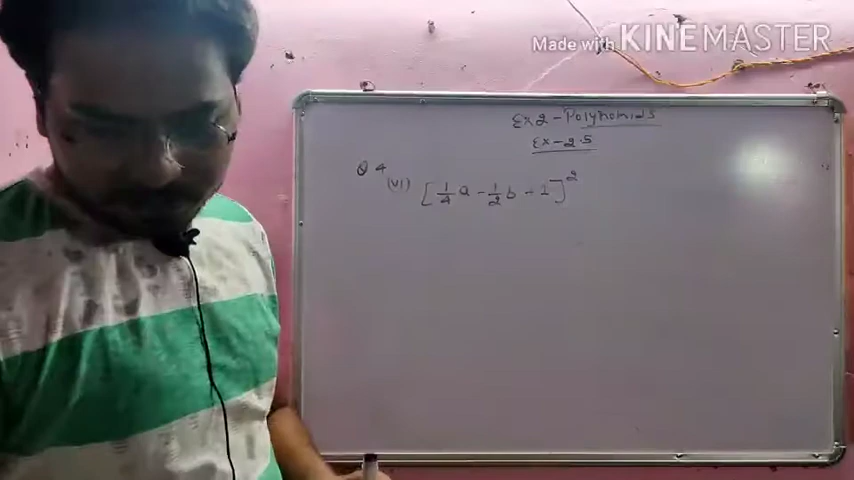 Made with KINEMASTER
Ex 2 - Polynomials
Ex - 2.5
Q 4
(vi) [1/4 a - 1/2 b + 1]²